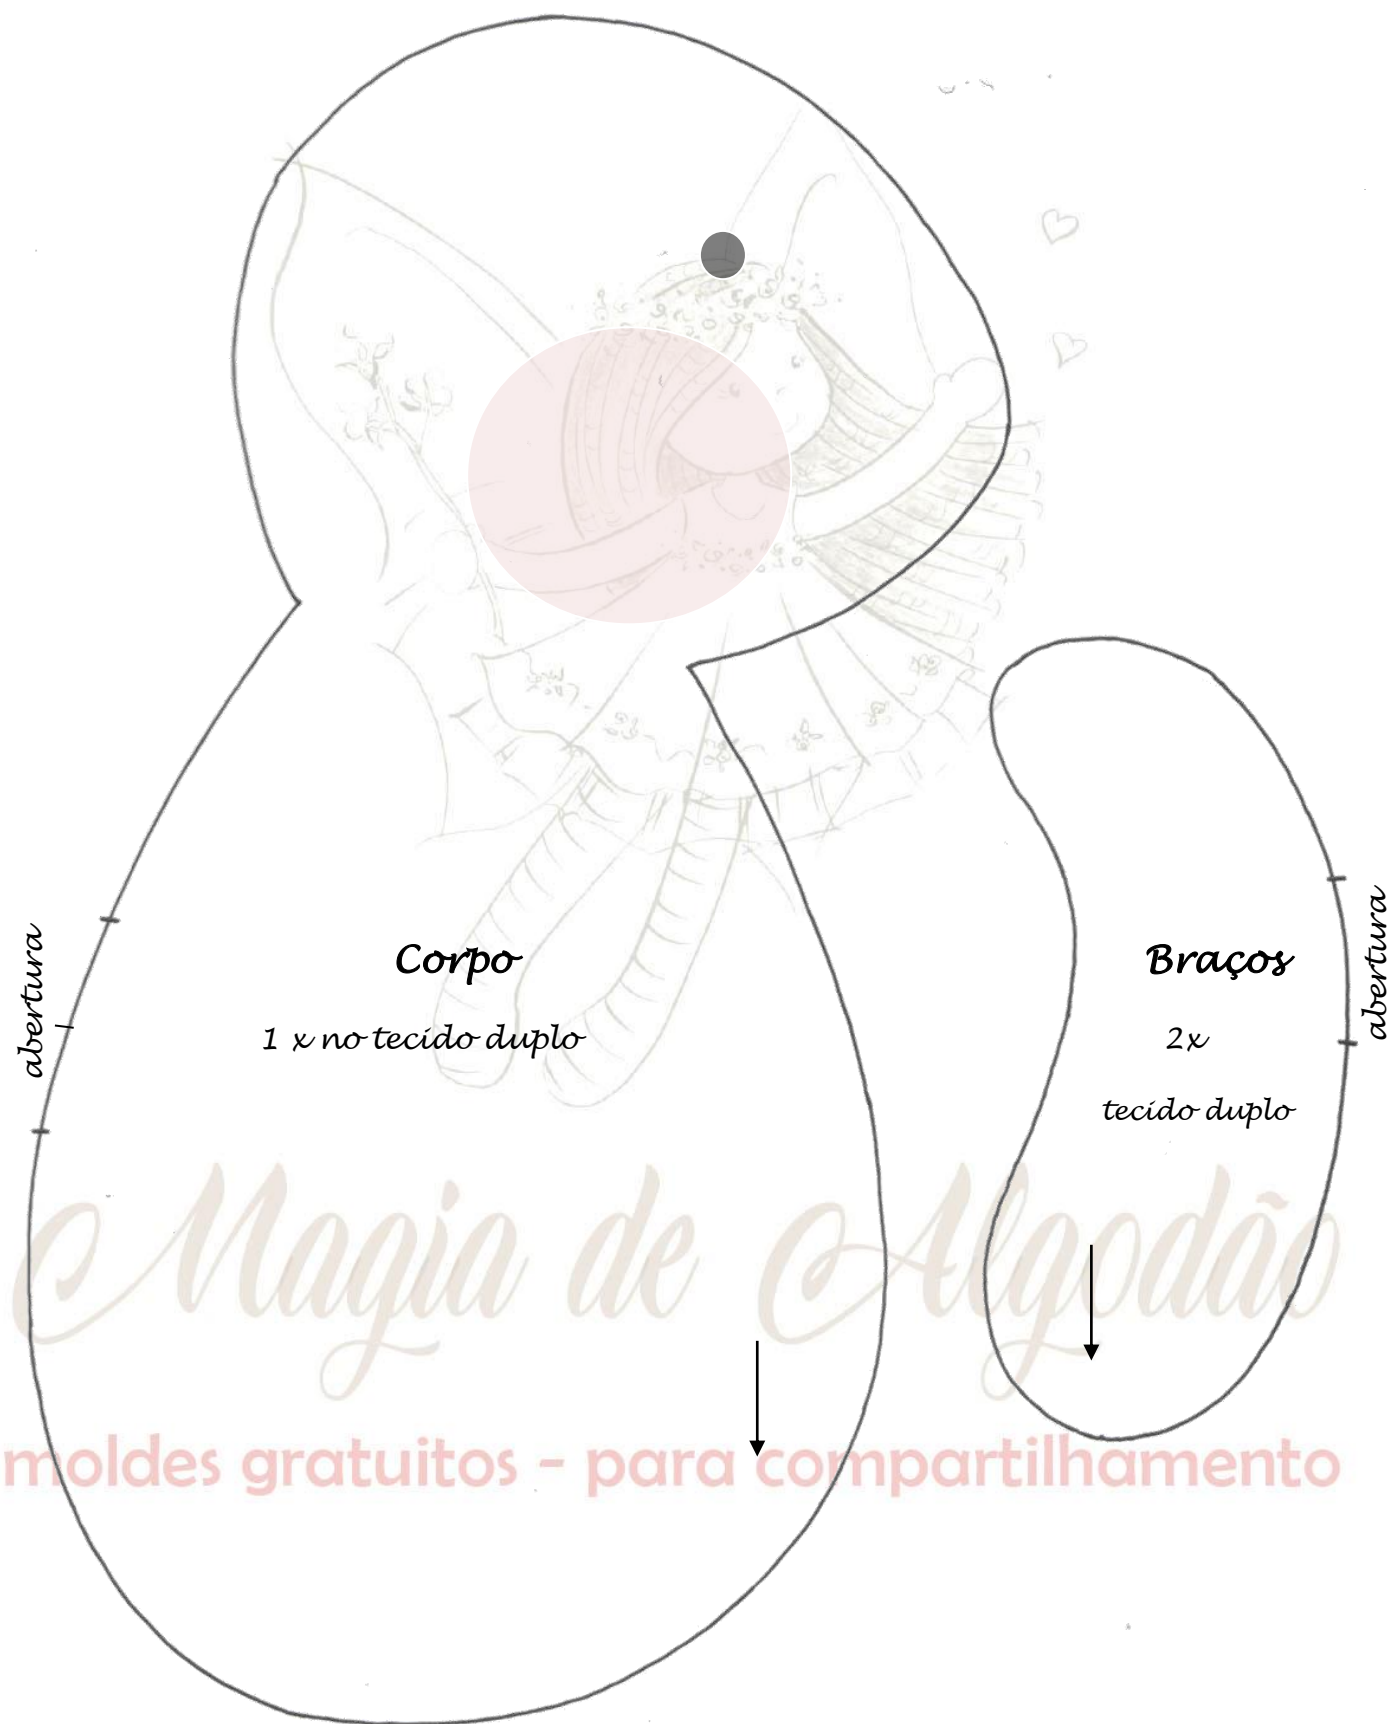 abertura
Corpo
1 x no tecido duplo
Braços
2x
tecido duplo
abertura
Magia de Algodão
moldes gratuitos - para compartilhamento